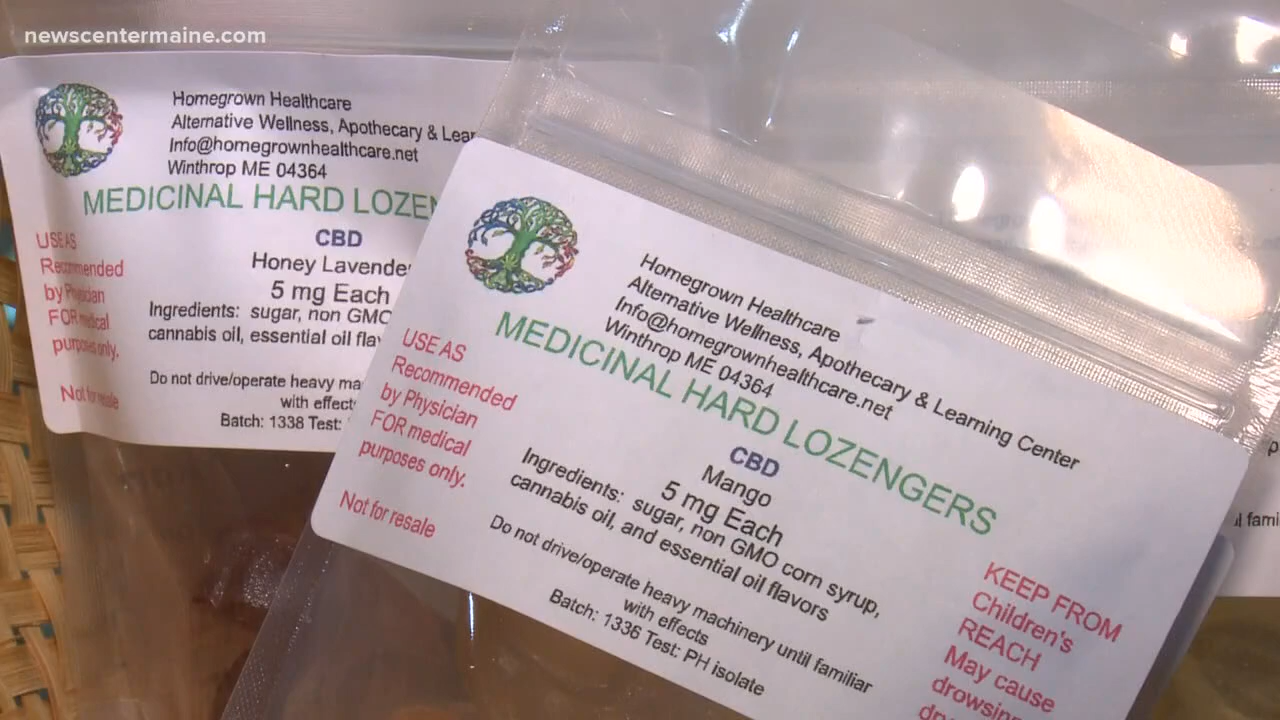 newscentermaine.com
Homegrown Healthcare
Alternative Wellness, Apothecary & Lear
Info@homegrownhealthcare.net
Winthrop ME 04364
MEDICINAL HARD LOZEN
CBD
Honey Lavender
5 mg Each
Ingredients: sugar, non GMO
cannabis oil, essential oil fla
Do not drive/operate heavy ma
with effect
Batch: 1338 Test:
USE AS
Recommended
by Physician
FOR medical
purposes only.
Not for resale
Homegrown Healthcare
Alternative Wellness, Apothecary & Learning Center
Info@homegrownhealthcare.net
Winthrop ME 04364
MEDICINAL HARD LOZENGERS
CBD
Mango
5 mg Each
Ingredients: sugar, non GMO corn syrup,
cannabis oil, and essential oil flavors
Do not drive/operate heavy machinery until familiar
with effects
Batch: 1336 Test: PH isolate
USE AS
Recommended
by Physician
FOR medical
purposes only.
Not for resale
KEEP FROM
Children's
REACH
May cause